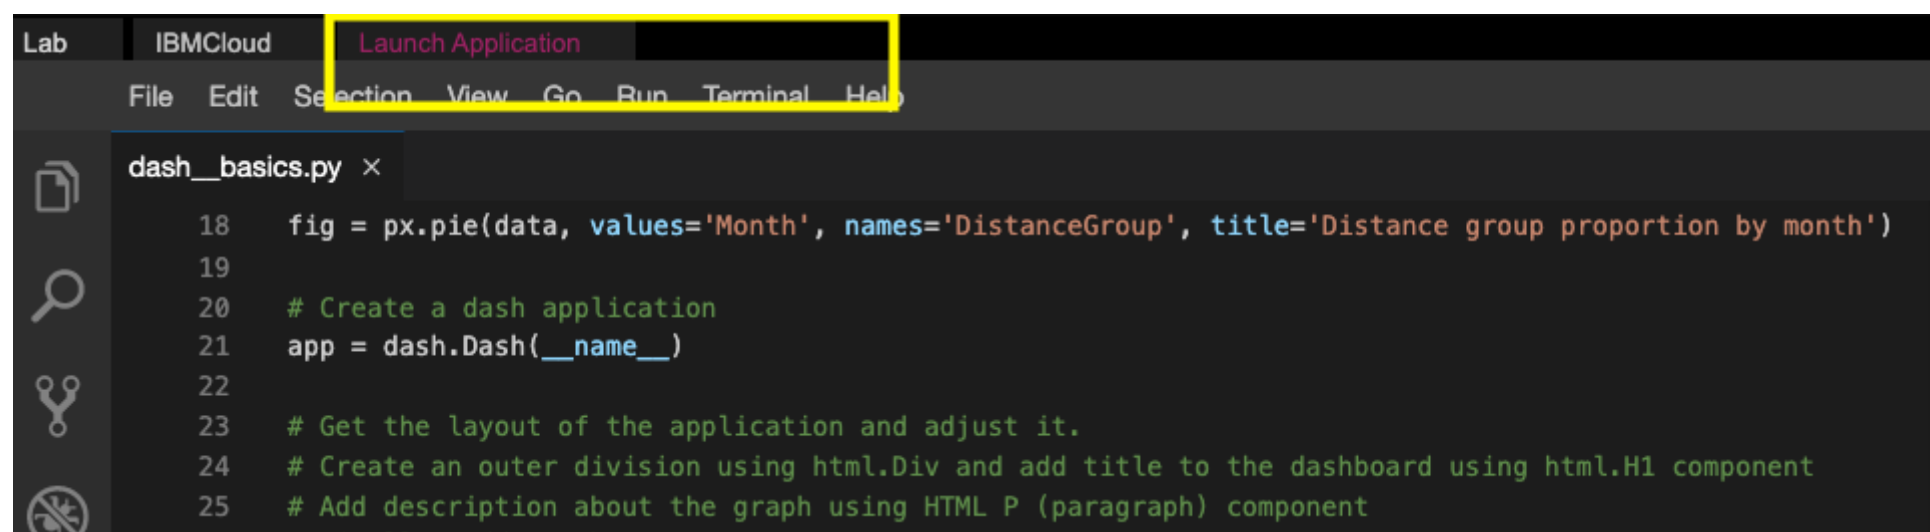 Lab IBMCloud Launch Application
File Edit Selection View Go Run Terminal Help
dash__basics.py ×
18 fig = px.pie(data, values='Month', names='DistanceGroup', title='Distance group proportion by month')
19
20 # Create a dash application
21 app = dash.Dash(__name__)
22
23 # Get the layout of the application and adjust it.
24 # Create an outer division using html.Div and add title to the dashboard using html.H1 component
25 # Add description about the graph using HTML P (paragraph) component